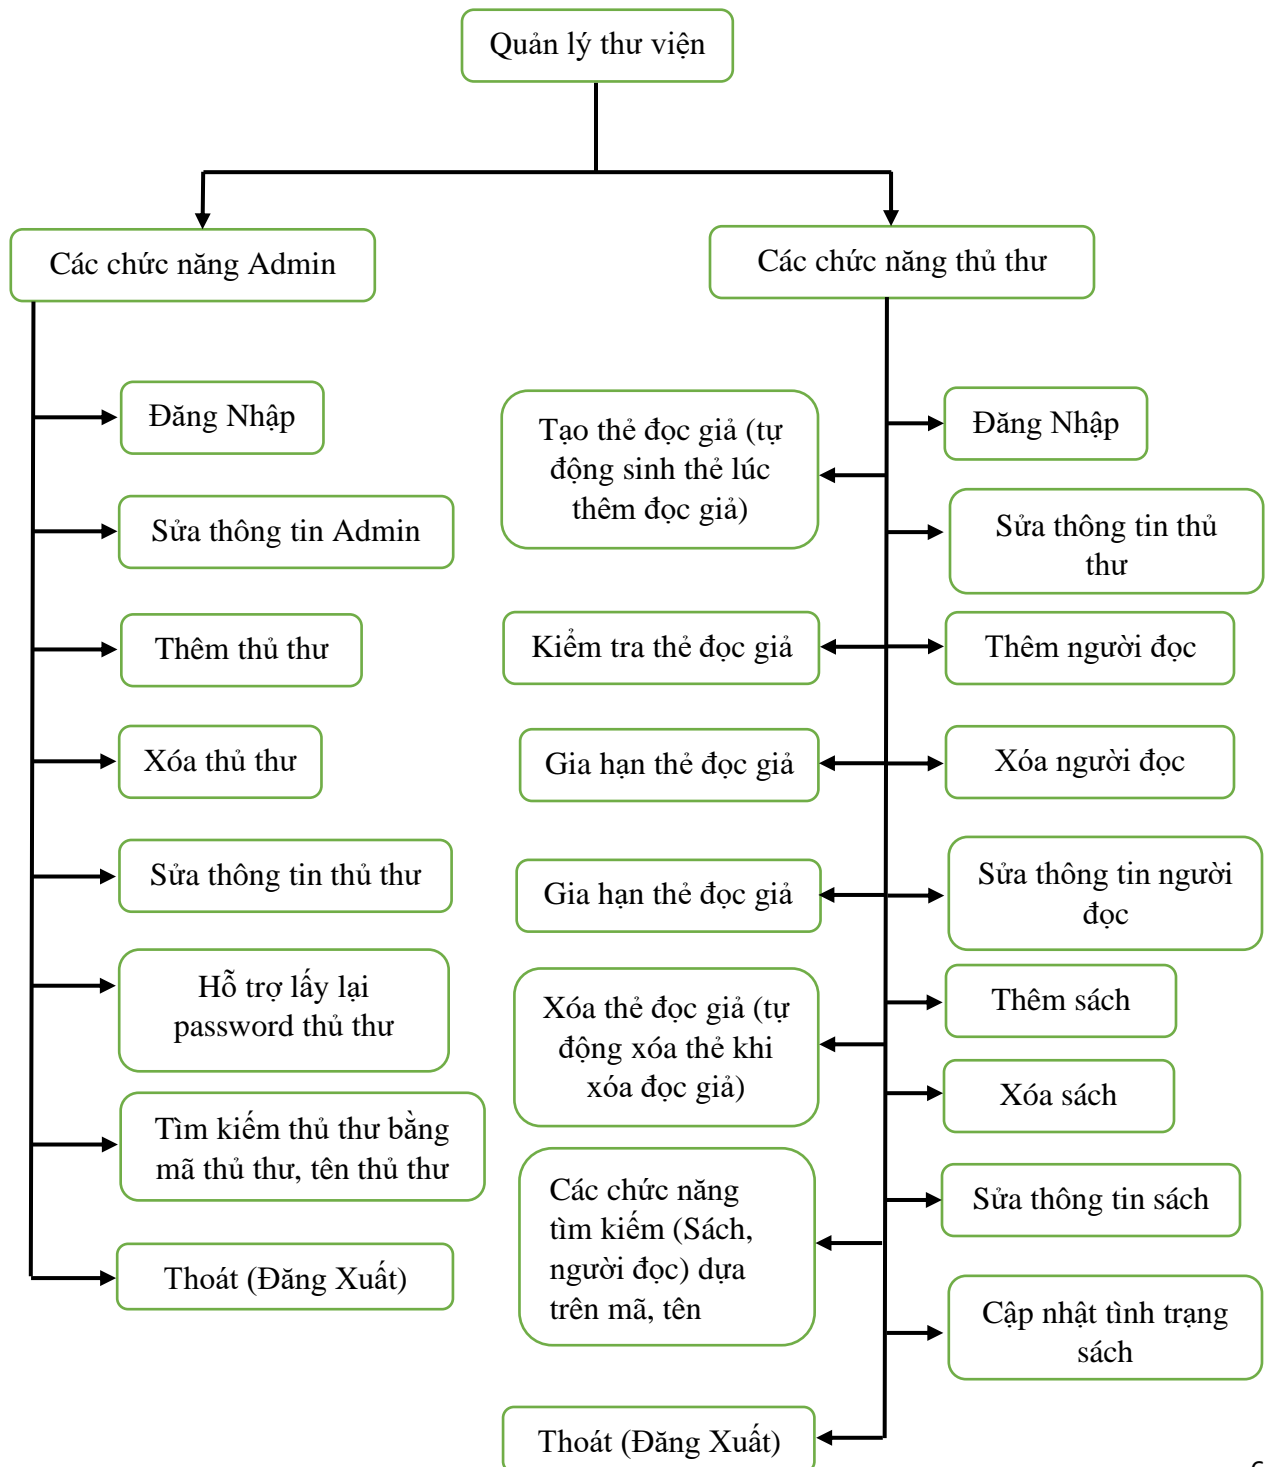 Quản lý thư viện
Các chức năng Admin
Đăng Nhập
Sửa thông tin Admin
Thêm thủ thư
Xóa thủ thư
Sửa thông tin thủ thư
Hỗ trợ lấy lại
password thủ thư
Tìm kiếm thủ thư bằng
mã thủ thư, tên thủ thư
Thoát (Đăng Xuất)
Các chức năng thủ thư
Tạo thẻ đọc giả (tự
động sinh thẻ lúc
thêm đọc giả)
Kiểm tra thẻ đọc giả
Gia hạn thẻ đọc giả
Gia hạn thẻ đọc giả
Xóa thẻ đọc giả (tự
động xóa thẻ khi
xóa đọc giả)
Các chức năng
tìm kiếm (Sách,
người đọc) dựa
trên mã, tên
Thoát (Đăng Xuất)
Đăng Nhập
Sửa thông tin thủ
thư
Thêm người đọc
Xóa người đọc
Sửa thông tin người
đọc
Thêm sách
Xóa sách
Sửa thông tin sách
Cập nhật tình trạng
sách